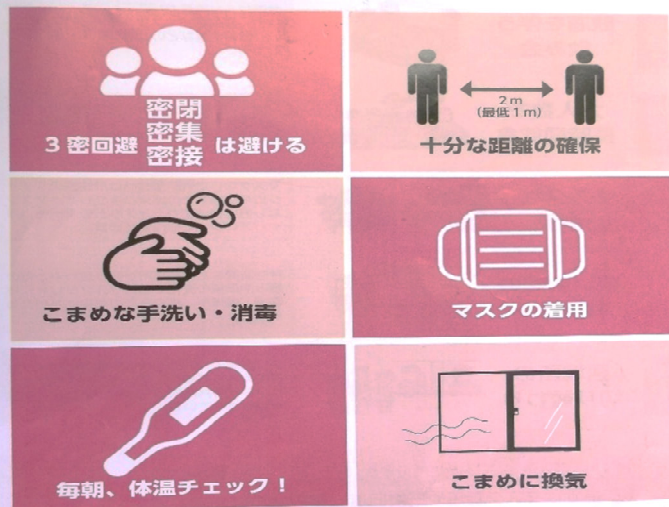 3密回避 密閉 密集 密接 は避ける
2m
(最低1m)
十分な距離の確保
こまめな手洗い・消毒
マスクの着用
毎朝、体温チェック!
こまめに換気